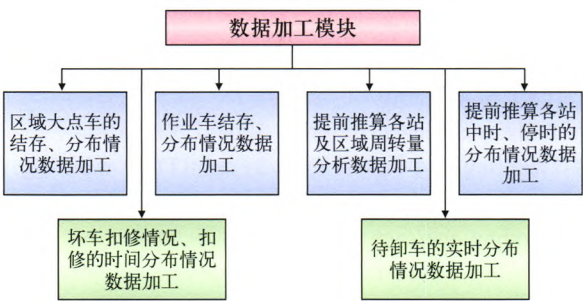 数据加工模块
区域大点车的
结存、分布情
况数据加工
作业车结存、
分布情况数据
加工
提前推算各站
及区域周转量
分析数据加工
提前推算各站
中时、停时的
分布情况数据
加工
坏车扣修情况、扣
修的时间分布情况
数据加工
待卸车的实时分布
情况数据加工